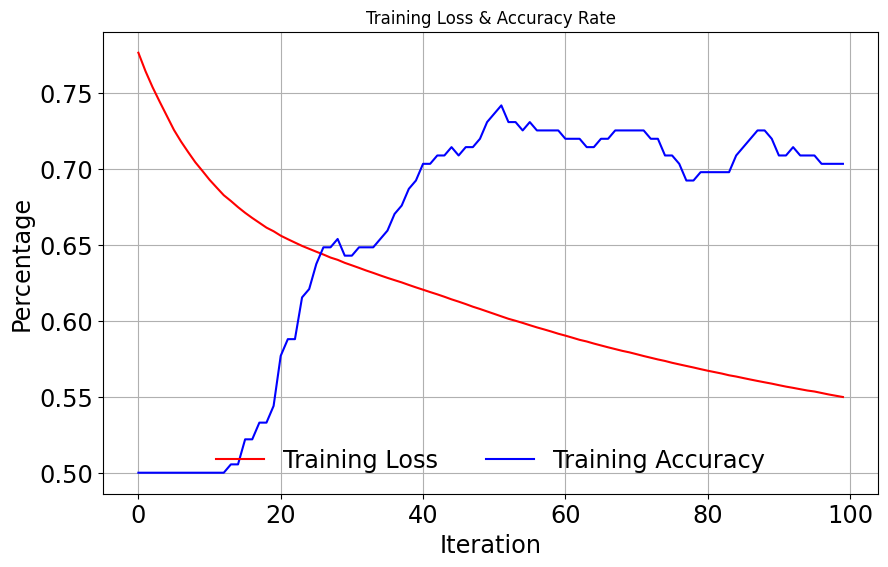 Training Loss & Accuracy Rate
Percentage
0.75
0.70
0.65
0.60
0.55
0.50
Training Loss Training Accuracy
0 20 40 60 80 100
Iteration